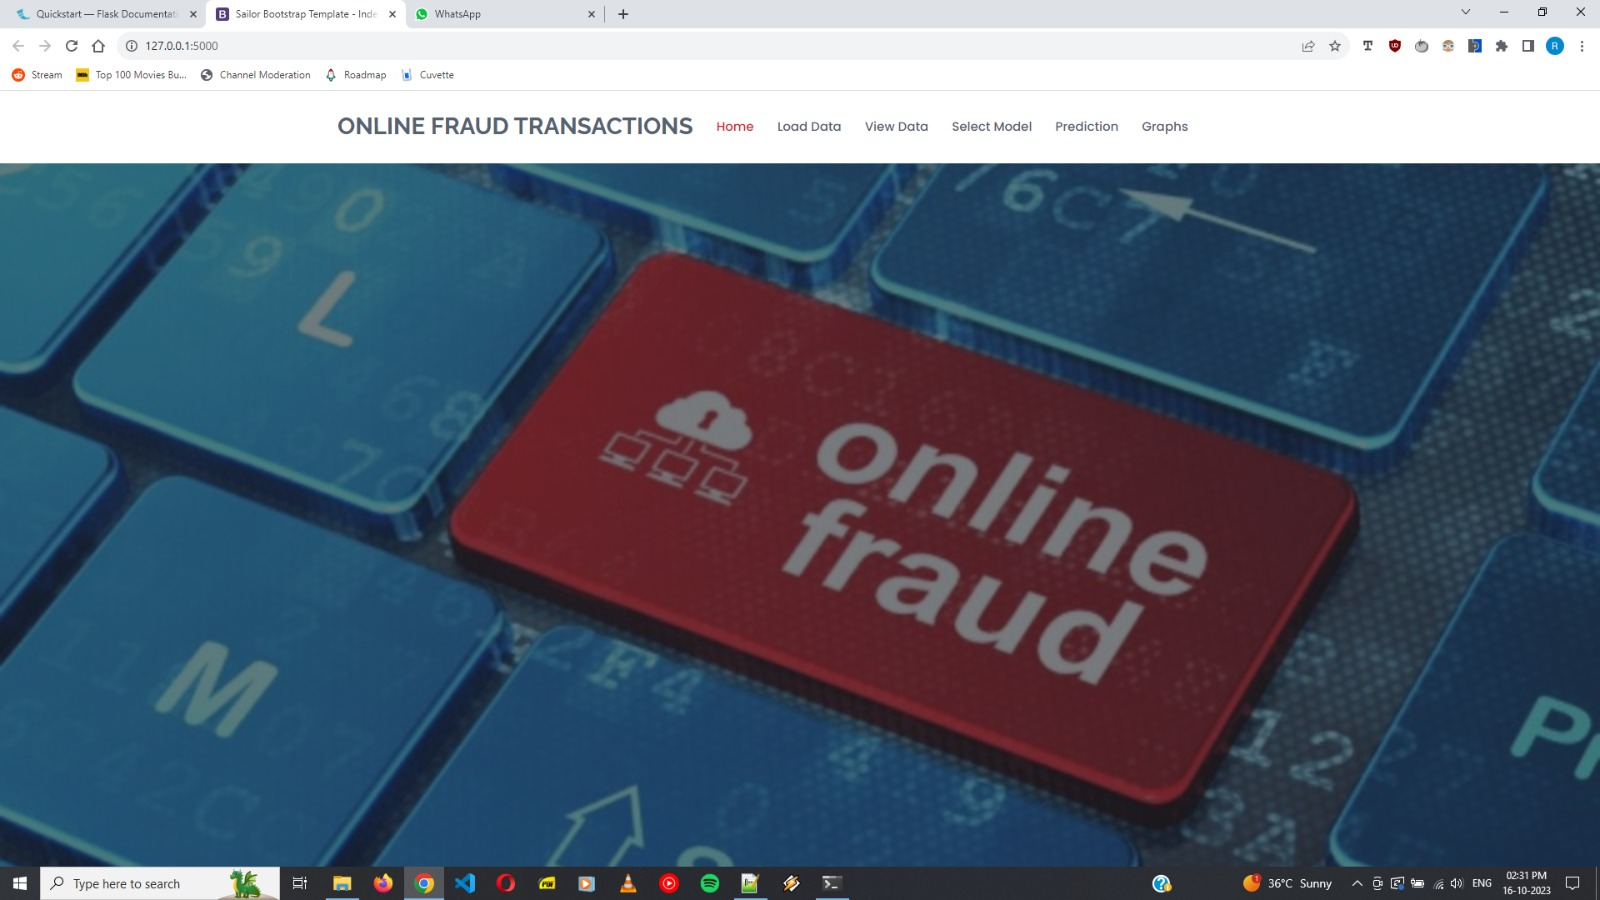 Quickstart — Flask Documentati
Sailor Bootstrap Template - Inde
WhatsApp
127.0.0.1:5000
R
Stream
Top 100 Movies Bu...
Channel Moderation
Roadmap
Cuvette
ONLINE FRAUD TRANSACTIONS
Home
Load Data
View Data
Select Model
Prediction
Graphs
L
M
online
fraud
Type here to search
36°C Sunny
ENG
02:31 PM
16-10-2023